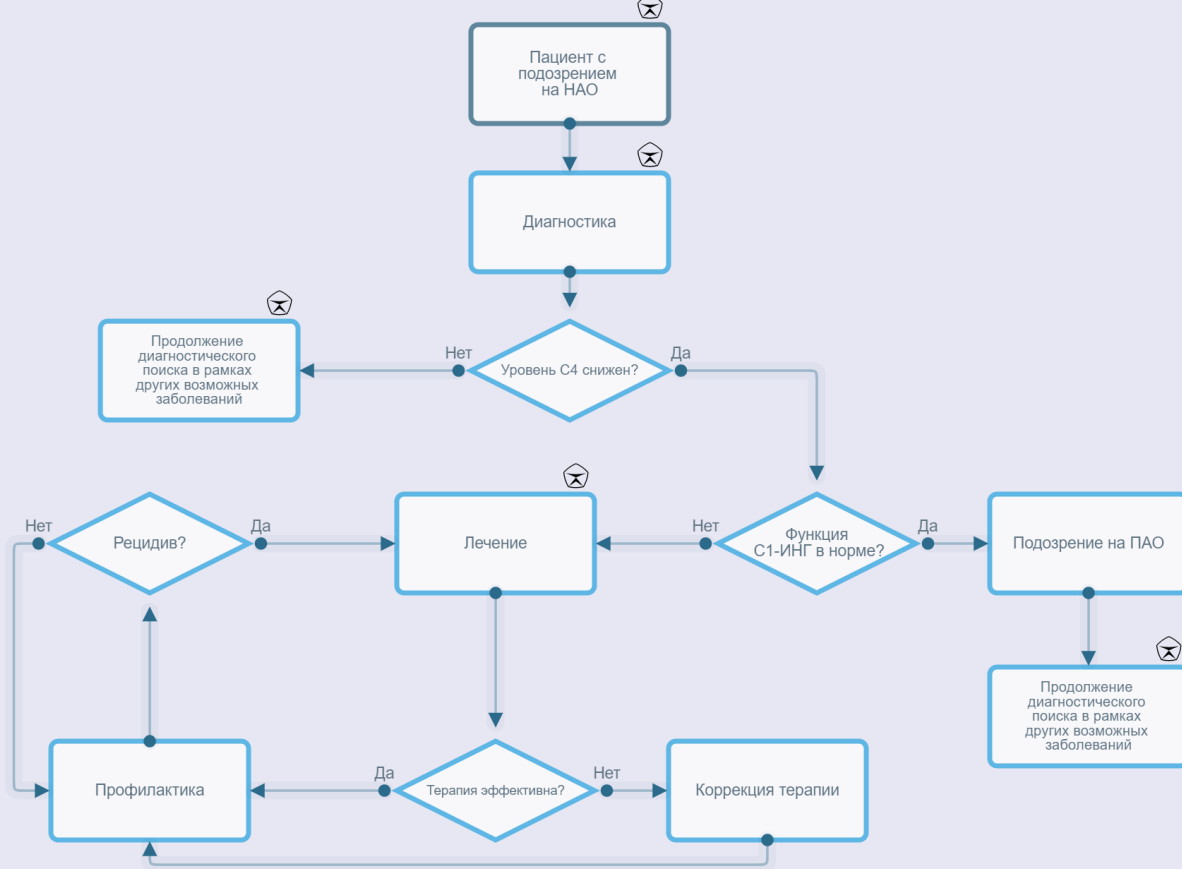 Пациент с
подозрением
на НАО
Диагностика
Нет
Уровень С4 снижен?
Да
Продолжение
диагностического
поиска в рамках
других возможных
заболеваний
Нет
Рецидив?
Да
Лечение
Нет
Функция
С1-ИНГ в норме?
Да
Подозрение на ПАО
Продолжение
диагностического
поиска в рамках
других возможных
заболеваний
Профилактика
Да
Терапия эффективна?
Нет
Коррекция терапии